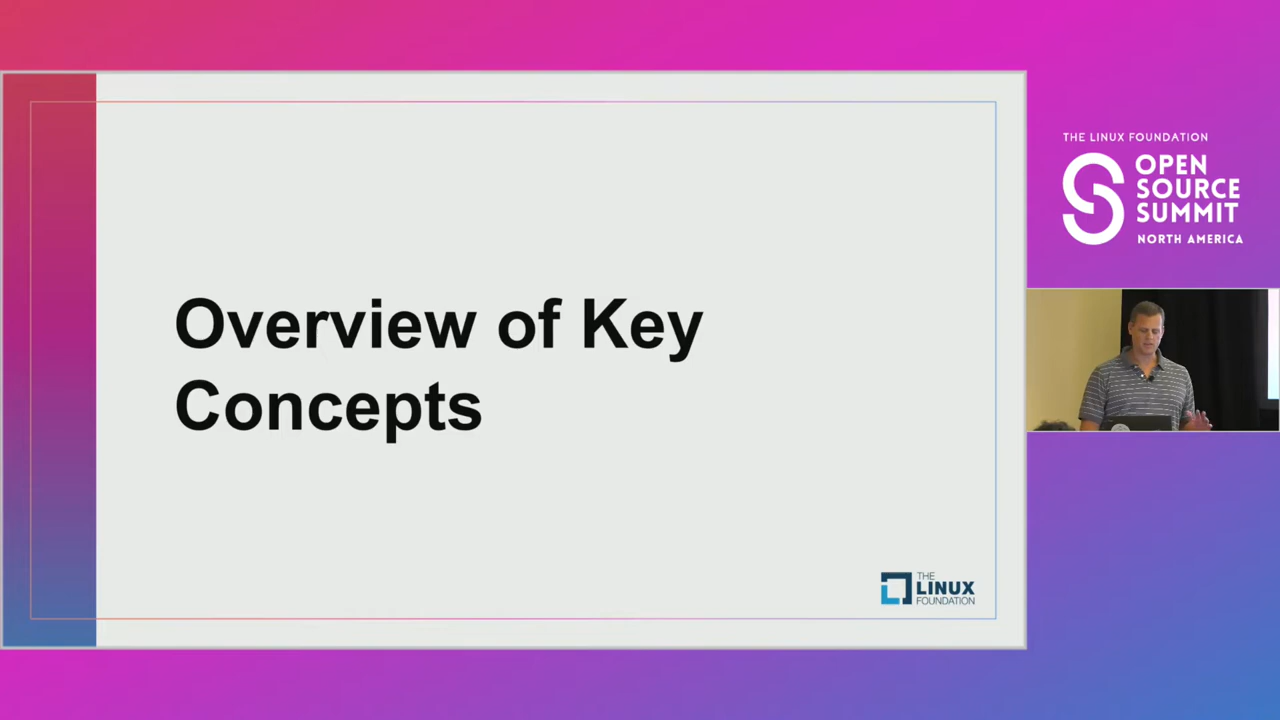 Overview of Key
Concepts
THE
LINUX
FOUNDATION
THE LINUX FOUNDATION
OPEN
SOURCE
SUMMIT
NORTH AMERICA